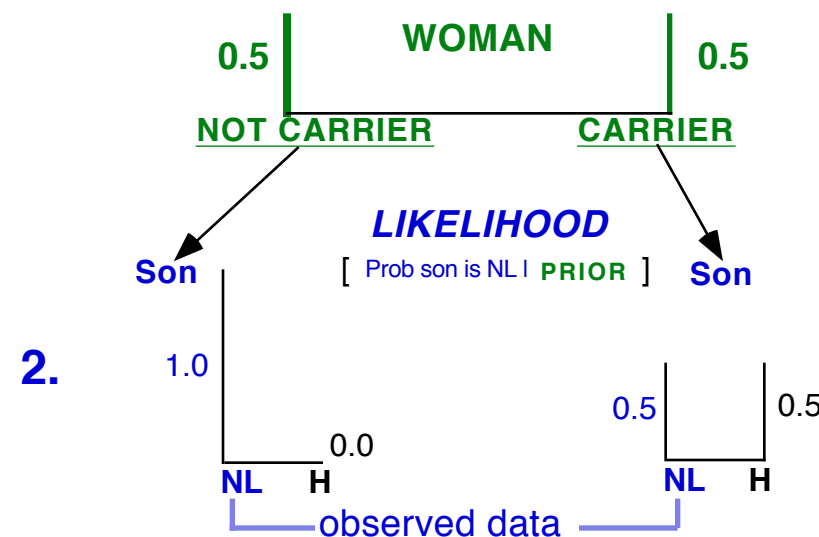 0.5 WOMAN 0.5
NOT CARRIER CARRIER
LIKELIHOOD
Son [ Prob son is NL | PRIOR ] Son
2. 1.0
0.5 0.5
0.0
NL H NL H
observed data